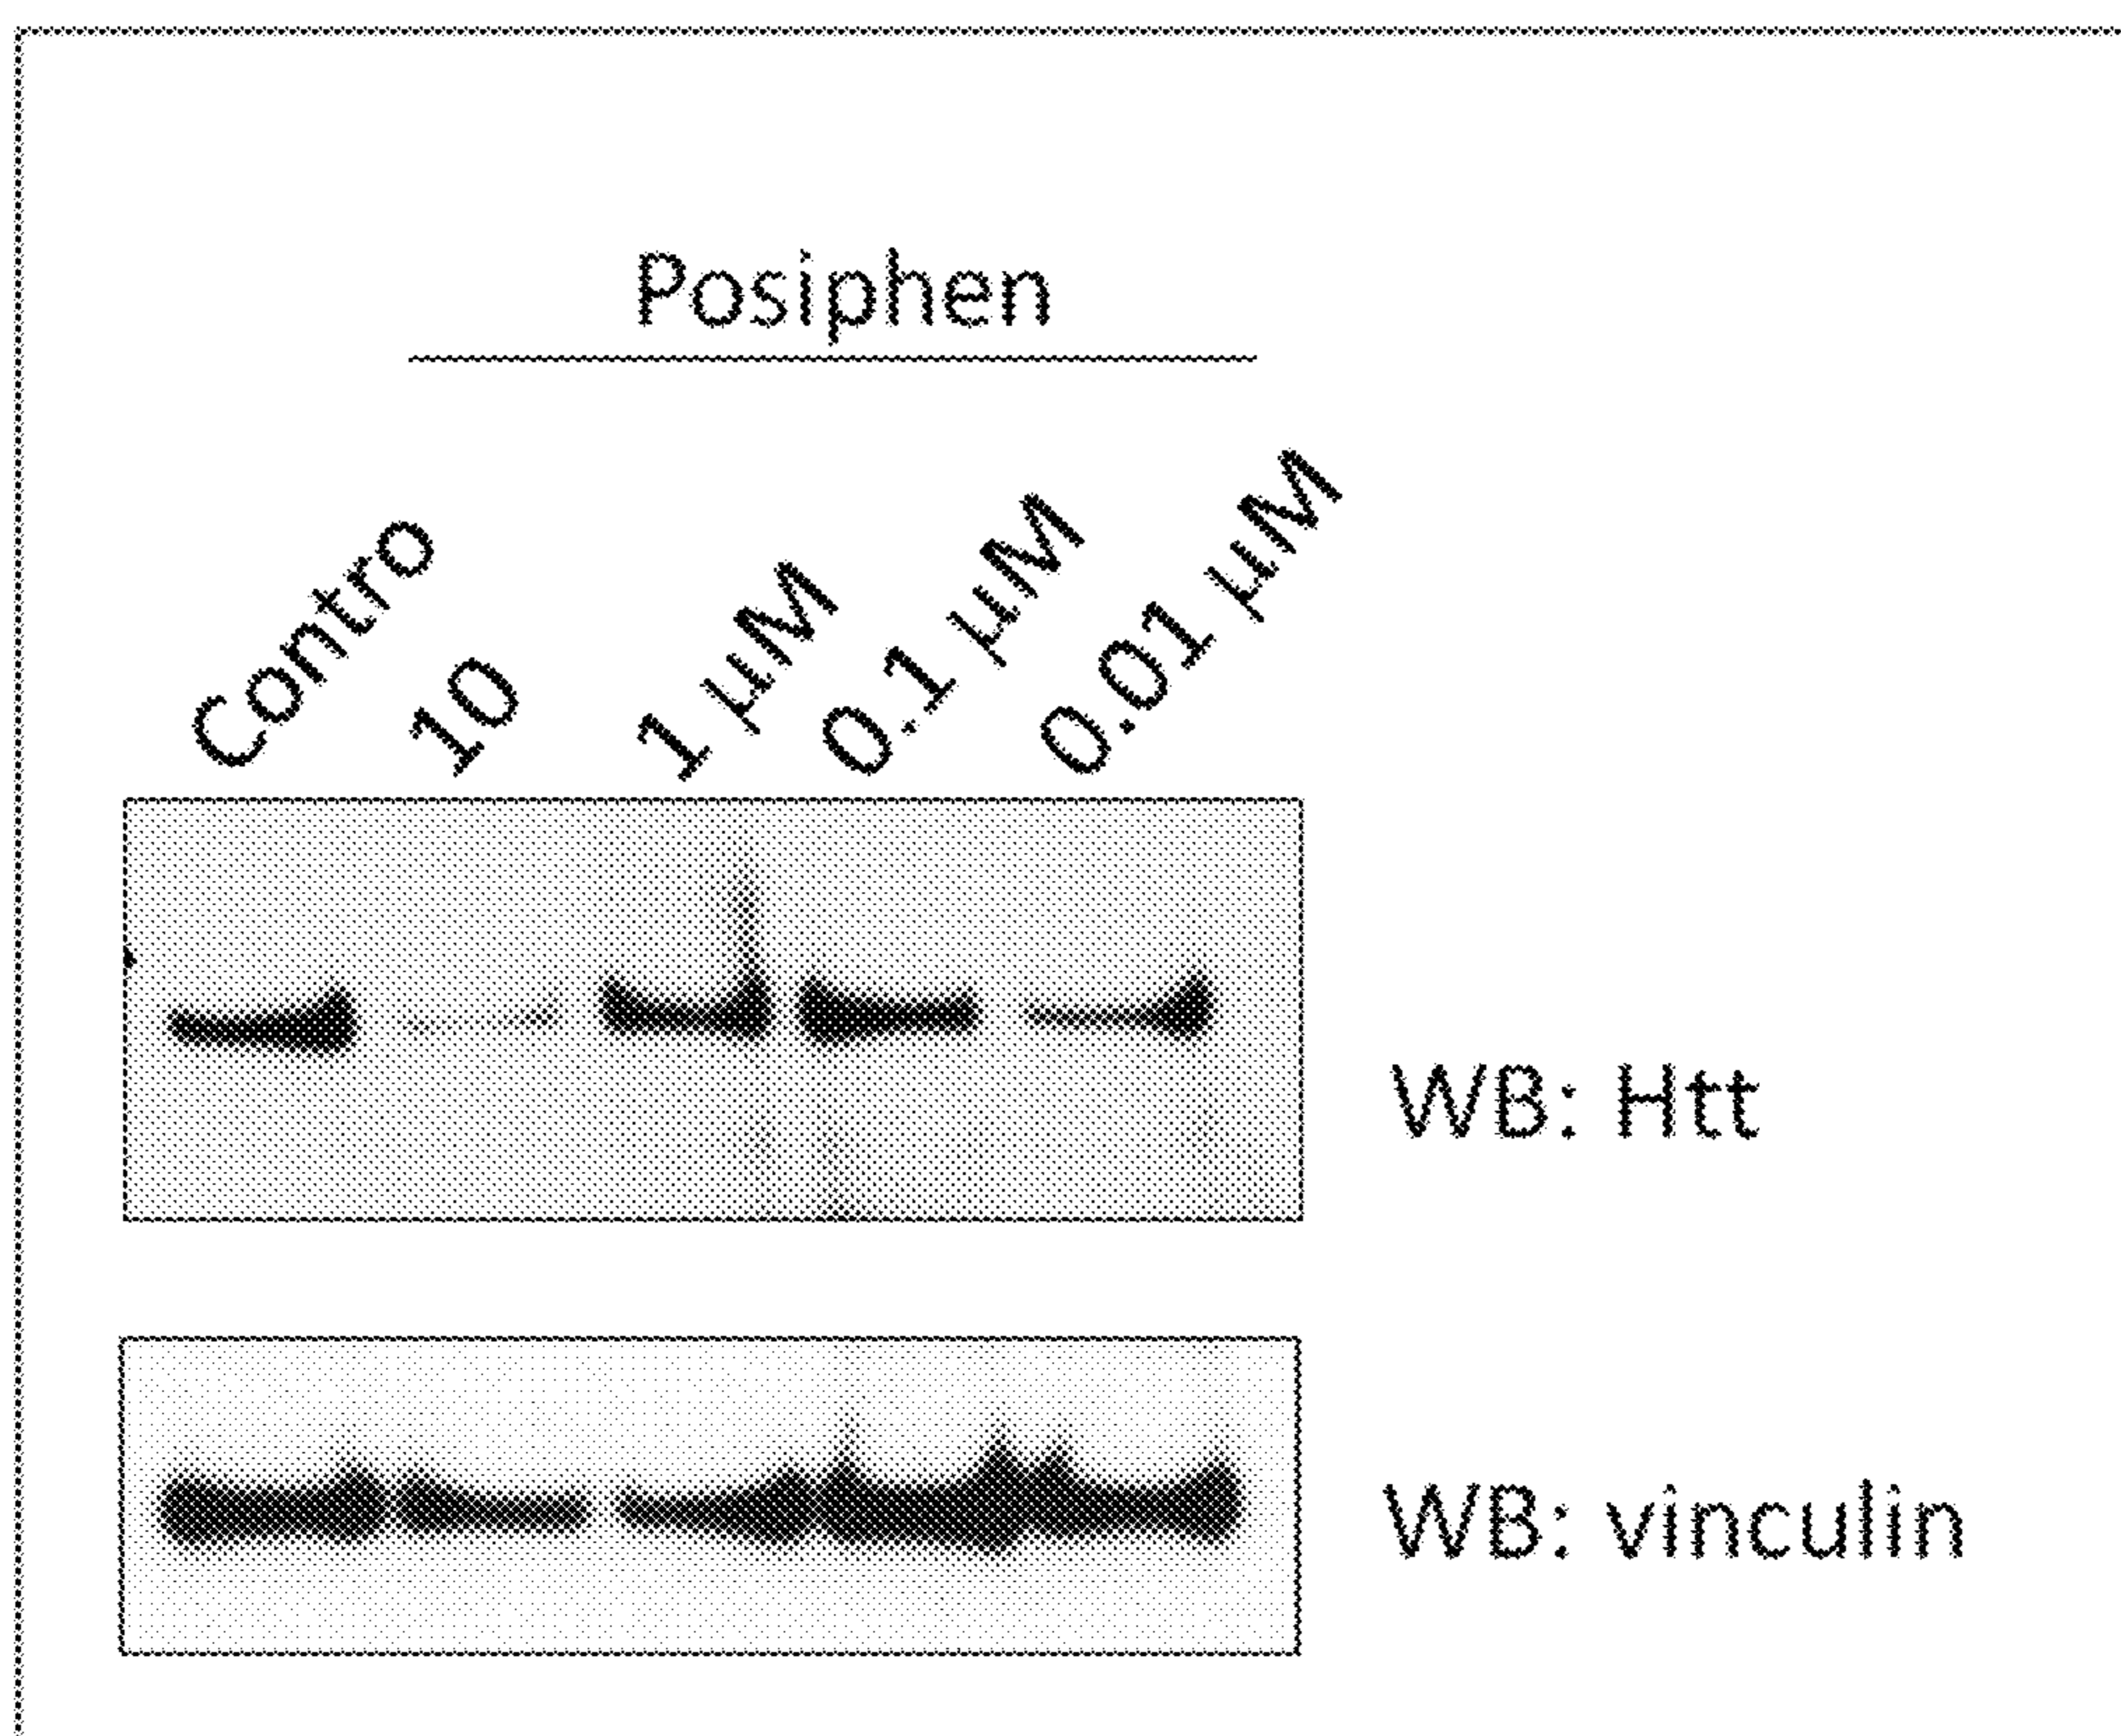 Posiphen
Contro
10
1 µM
0.1 µM
0.01 µM
WB: Htt
WB: vinculin